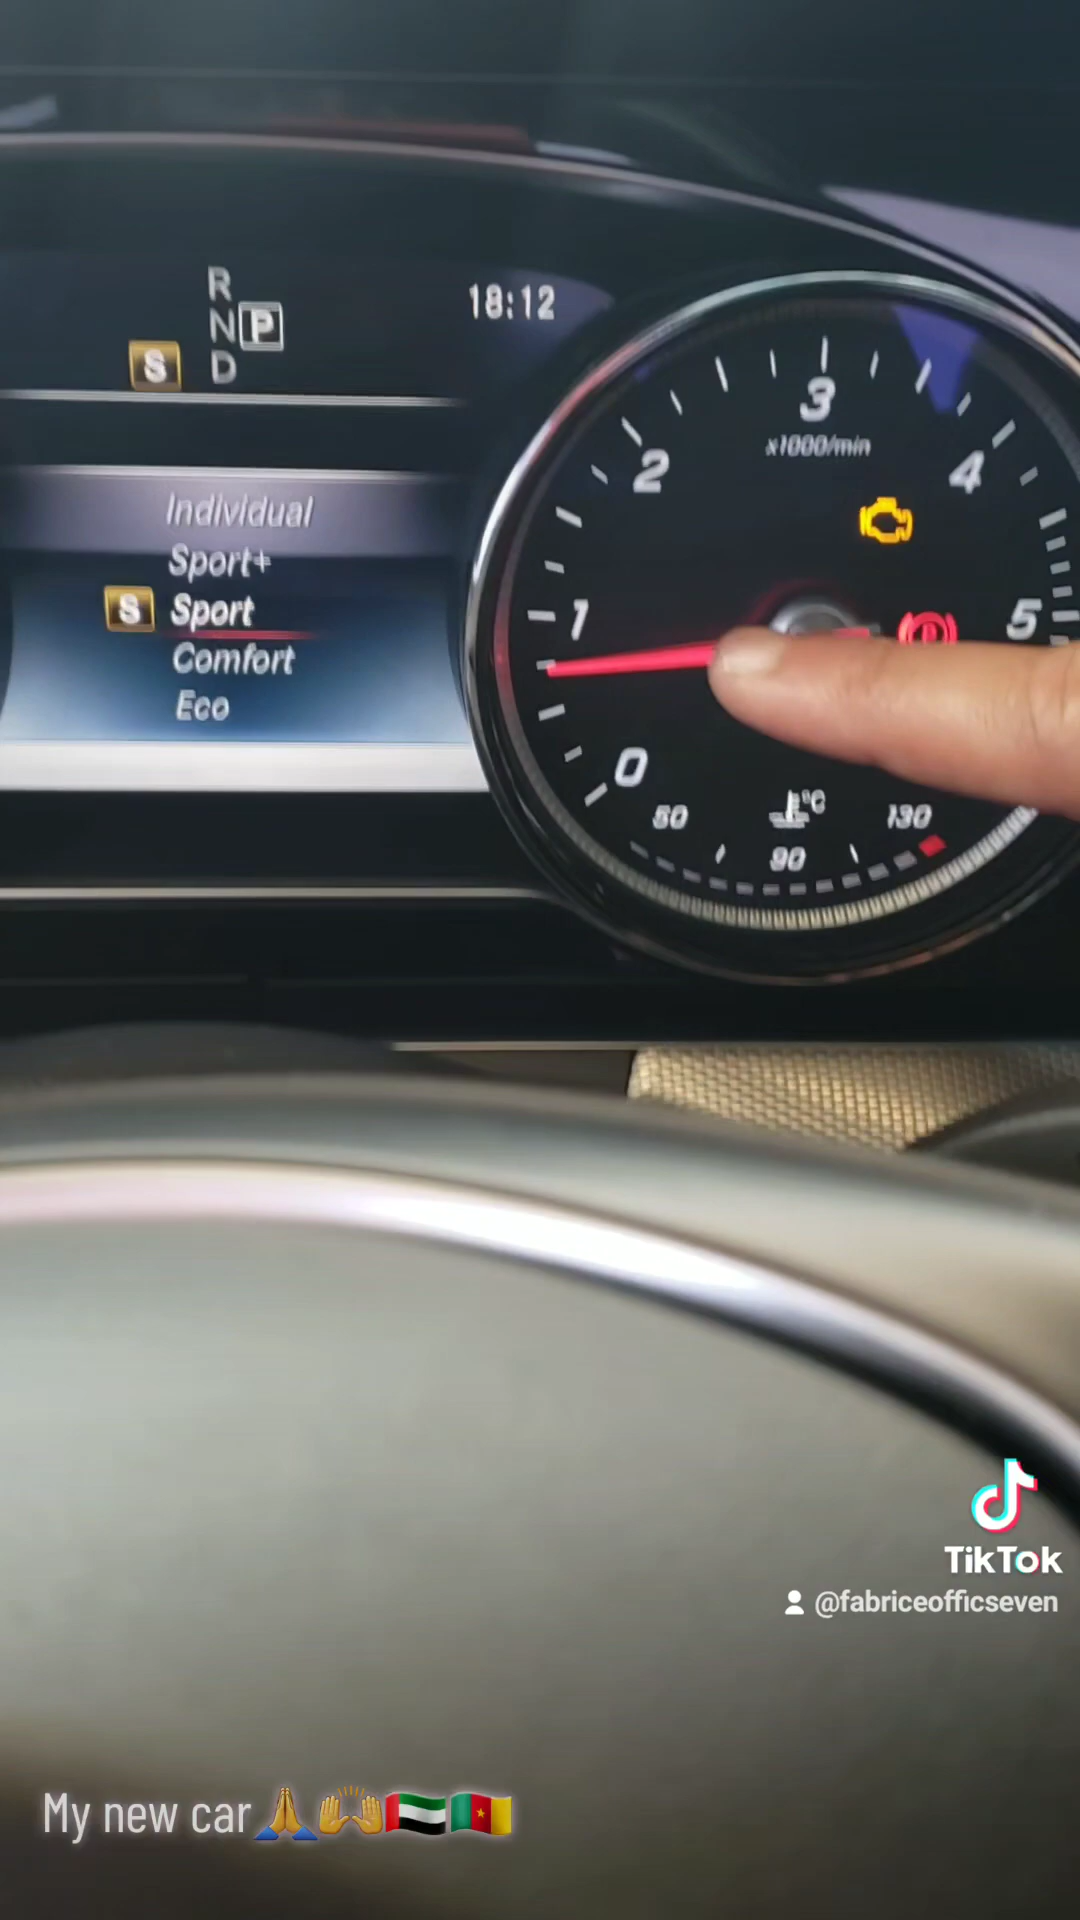 R
N P
S D
18:12
Individual
Sport+
S Sport
Comfort
Eco
0
1
2
3
4
5
x1000/min
50
°C
130
90
TikTok
@fabriceofficseven
My new car🙏🙌🇦🇪🇨🇲